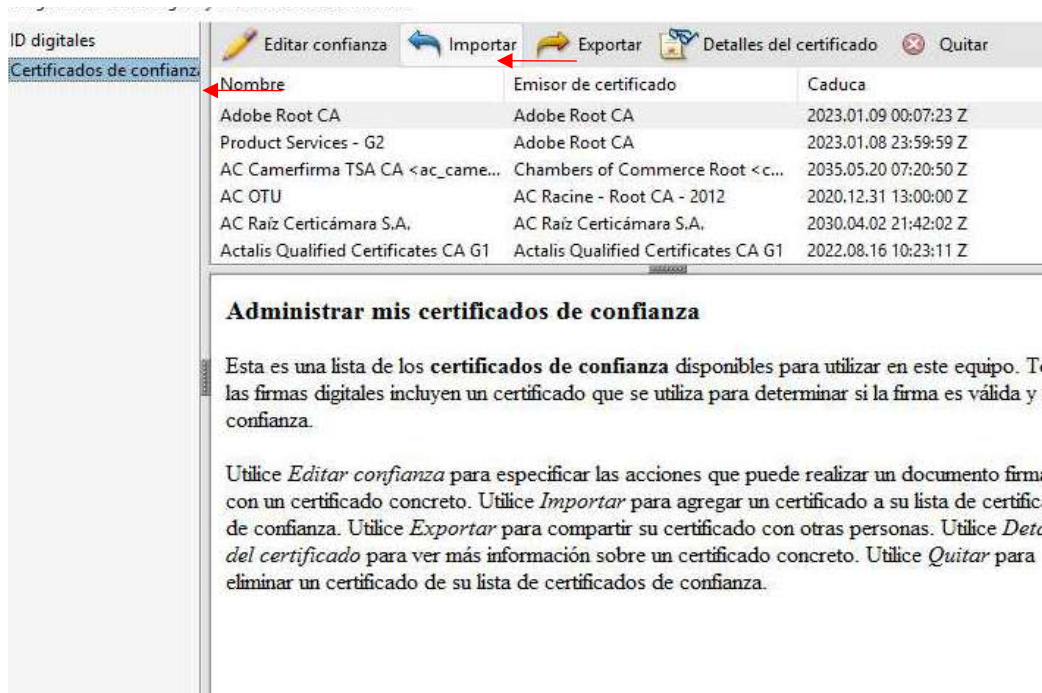 ID digitales
Certificados de confianz
Editar confianza Importar Exportar Detalles del certificado Quitar
Nombre Emisor de certificado Caduca
Adobe Root CA Adobe Root CA 2023.01.09 00:07:23 Z
Product Services - G2 Adobe Root CA 2023.01.08 23:59:59 Z
AC Camerfirma TSA CA <ac_came... Chambers of Commerce Root <c... 2035.05.20 07:20:50 Z
AC OTU AC Racine - Root CA - 2012 2020.12.31 13:00:00 Z
AC Raíz Certicámara S.A. AC Raíz Certicámara S.A. 2030.04.02 21:42:02 Z
Actalis Qualified Certificates CA G1 Actalis Qualified Certificates CA G1 2022.08.16 10:23:11 Z
Administrar mis certificados de confianza
Esta es una lista de los certificados de confianza disponibles para utilizar en este equipo. To
las firmas digitales incluyen un certificado que se utiliza para determinar si la firma es válida y
confianza.
Utilice Editar confianza para especificar las acciones que puede realizar un documento firma
con un certificado concreto. Utilice Importar para agregar un certificado a su lista de certific
de confianza. Utilice Exportar para compartir su certificado con otras personas. Utilice Deta
del certificado para ver más información sobre un certificado concreto. Utilice Quitar para
eliminar un certificado de su lista de certificados de confianza.